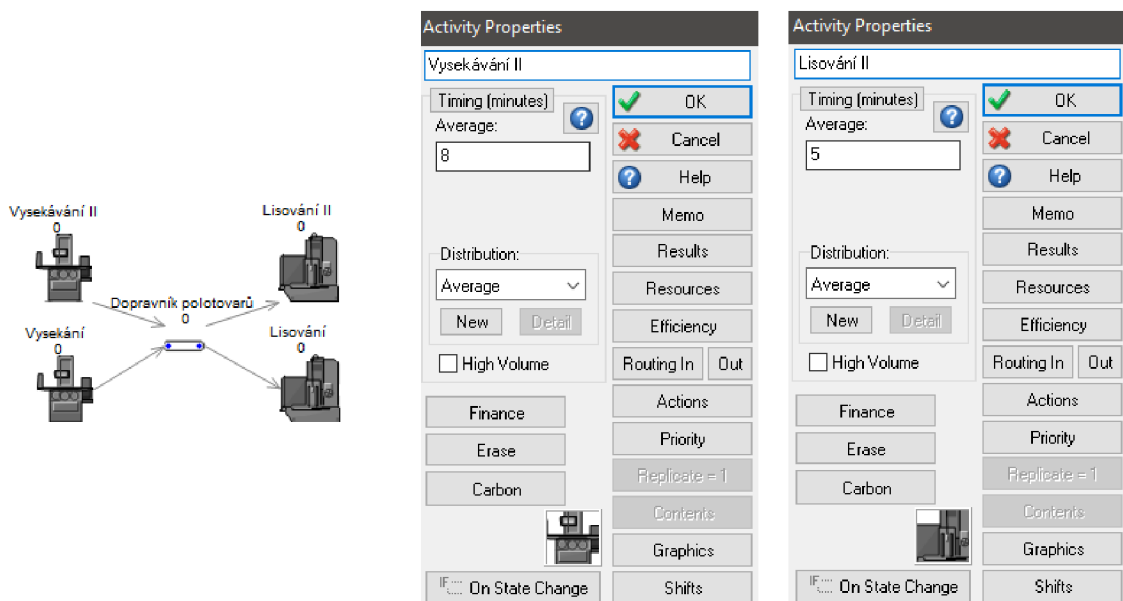 Vysekávání II
0
Lisování II
0
Dopravník polotovarů
0
Vysekání
0
Lisování
0
Activity Properties
Vysekávání II
Timing (minutes)
Average:
8
Distribution:
Average
New
Detail
High Volume
Finance
Erase
Carbon
IF
On State Change
OK
Cancel
Help
Memo
Results
Resources
Efficiency
Routing In
Out
Actions
Priority
Replicate = 1
Contents
Graphics
Shifts
Activity Properties
Lisování II
Timing (minutes)
Average:
5
Distribution:
Average
New
Detail
High Volume
Finance
Erase
Carbon
IF
On State Change
OK
Cancel
Help
Memo
Results
Resources
Efficiency
Routing In
Out
Actions
Priority
Replicate = 1
Contents
Graphics
Shifts